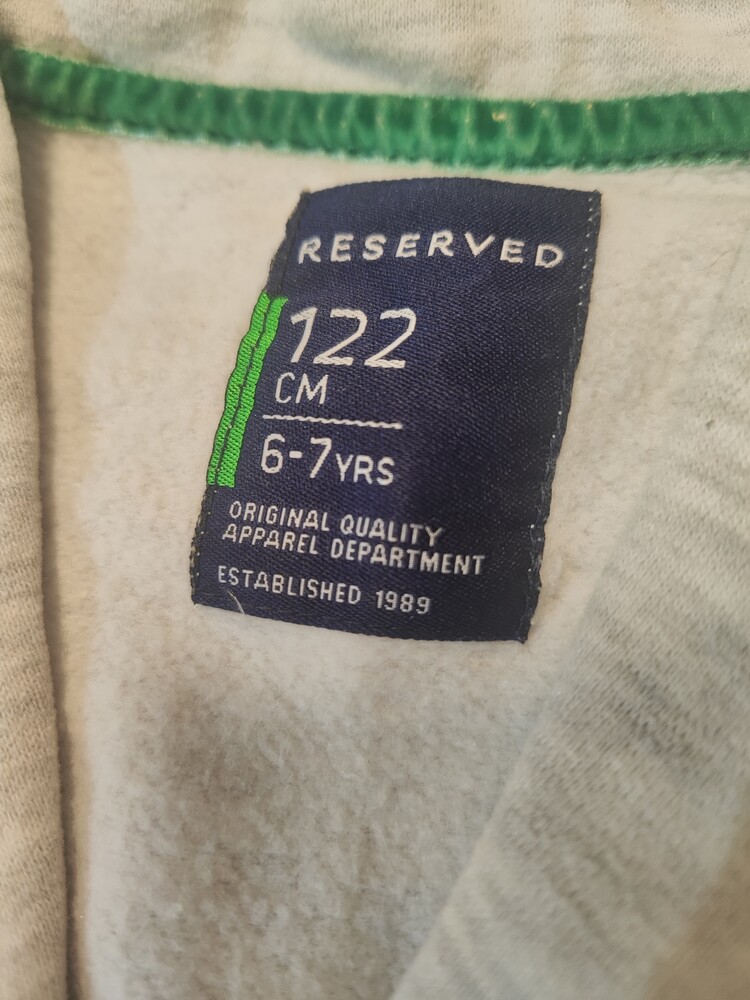 RESERVED
122
CM
6-7YRS
ORIGINAL QUALITY
APPAREL DEPARTMENT
ESTABLISHED 1989